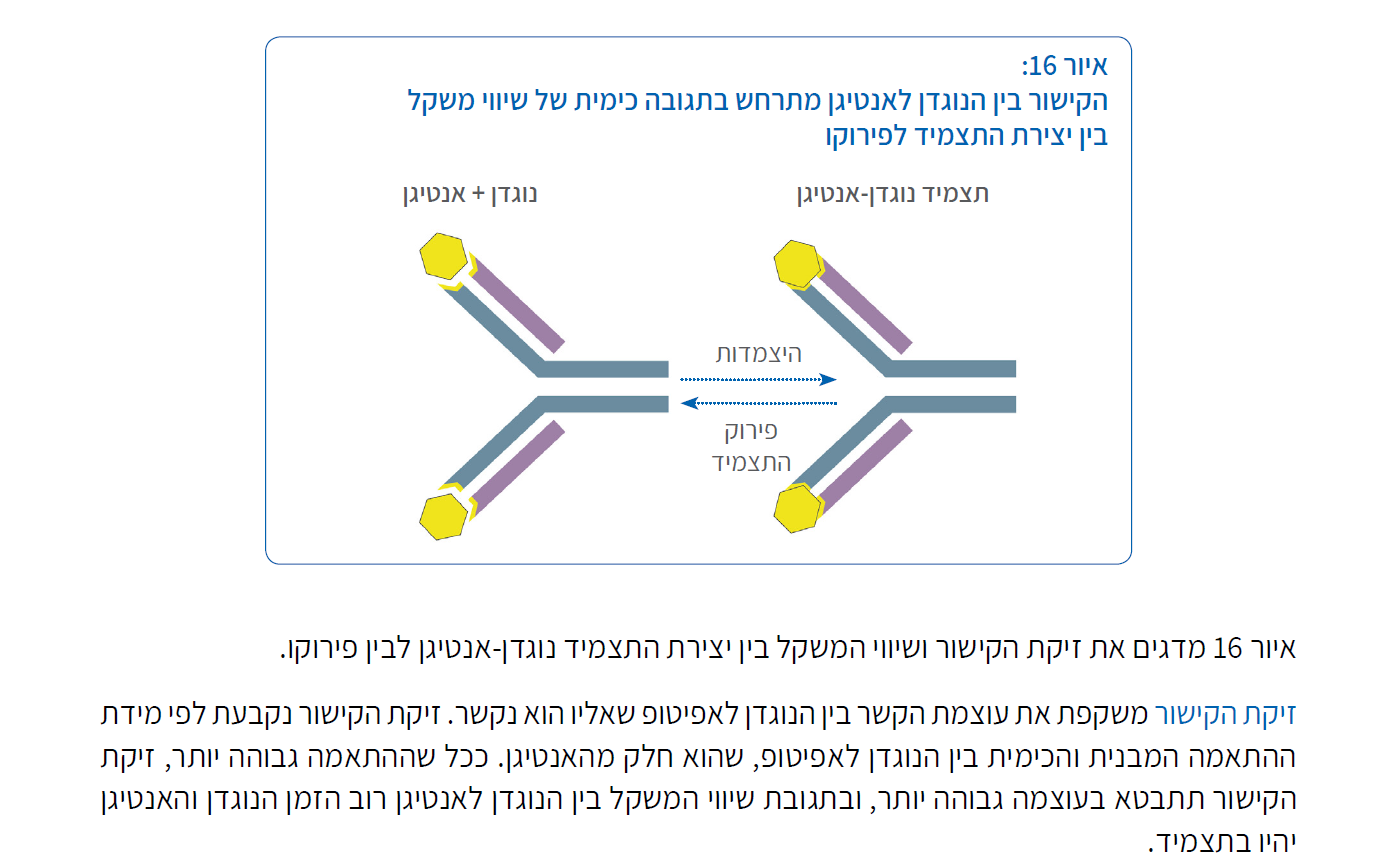 איור 16:
הקישור בין הנוגדן לאנטיגן מתרחש בתגובה כימית של שיווי משקל
בין יצירת התצמיד לפירוקו
תצמיד נוגדן-אנטיגן
נוגדן + אנטיגן
היצמדות
פירוק
התצמיד
איור 16 מדגים את זיקת הקישור ושיווי המשקל בין יצירת התצמיד נוגדן-אנטיגן לבין פירוקו.
זיקת הקישור משקפת את עוצמת הקשר בין הנוגדן לאפיטופ שאליו הוא נקשר. זיקת הקישור נקבעת לפי מידת
ההתאמה המבנית והכימית בין הנוגדן לאפיטופ, שהוא חלק מהאנטיגן. ככל שההתאמה גבוהה יותר, זיקת
הקישור תתבטא בעוצמה גבוהה יותר, ובתגובת שיווי המשקל בין הנוגדן לאנטיגן רוב הזמן הנוגדן והאנטיגן
יהיו בתצמיד.